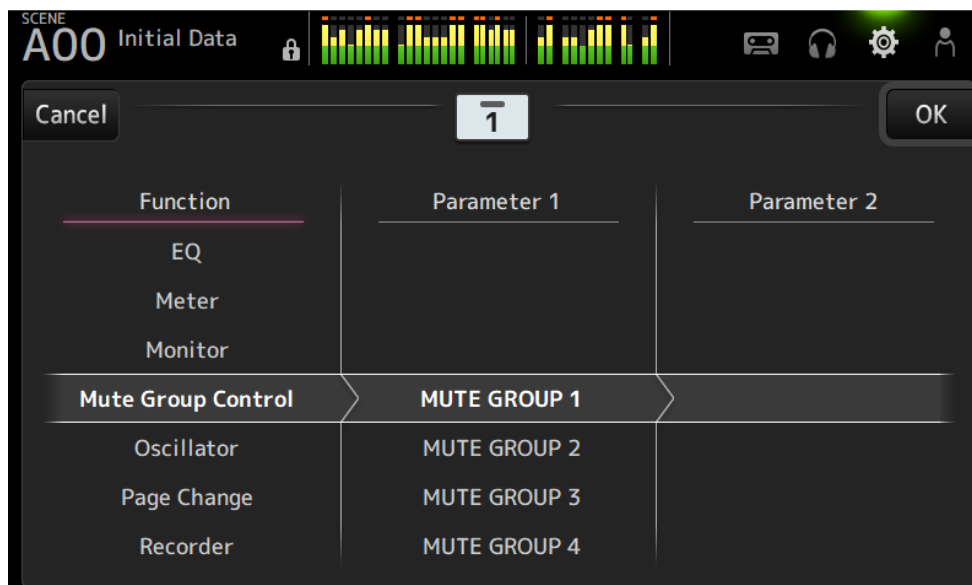 SCENE
A00 Initial Data
Cancel
1
OK
Function
Parameter 1
Parameter 2
EQ
Meter
Monitor
Mute Group Control
MUTE GROUP 1
Oscillator
MUTE GROUP 2
Page Change
MUTE GROUP 3
Recorder
MUTE GROUP 4